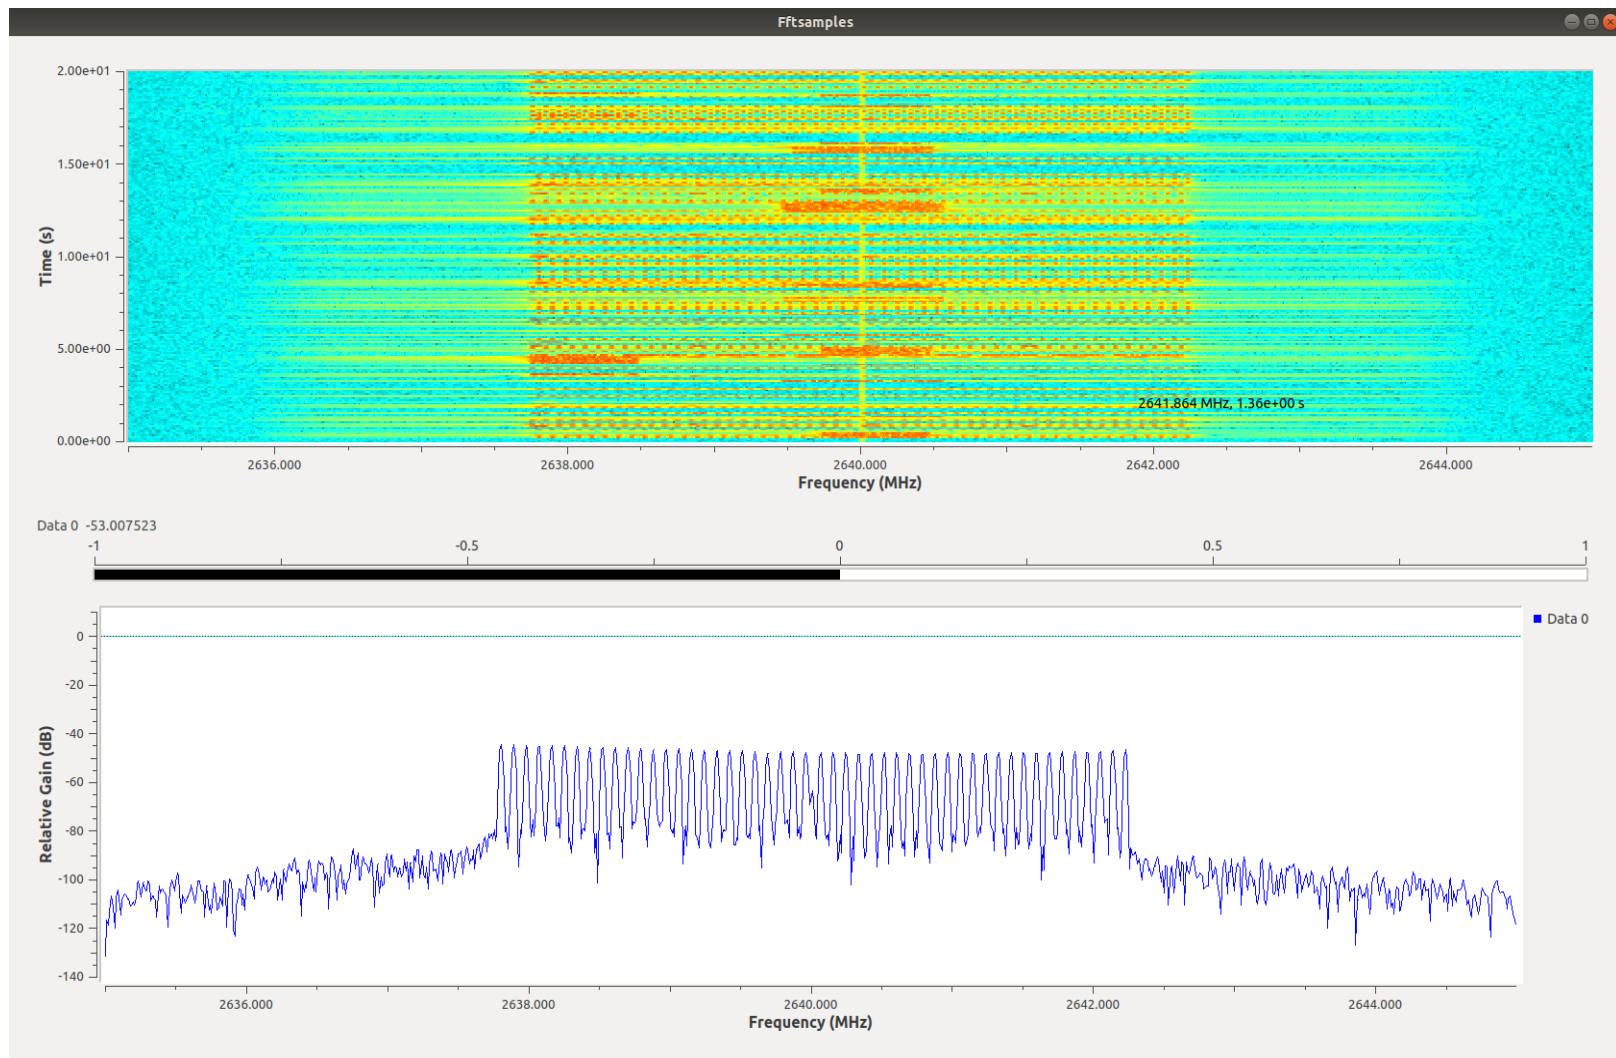 Fftsamples
2.00e+01
1.50e+01
1.00e+01
5.00e+00
0.00e+00
Time (s)
2641.864 MHz, 1.36e+00 s
2636.000 2638.000 2640.000 2642.000 2644.000
Frequency (MHz)
Data 0 -53.007523
-1 -0.5 0 0.5 1
Data 0
0
-20
-40
-60
-80
-100
-120
-140
Relative Gain (dB)
2636.000 2638.000 2640.000 2642.000 2644.000
Frequency (MHz)